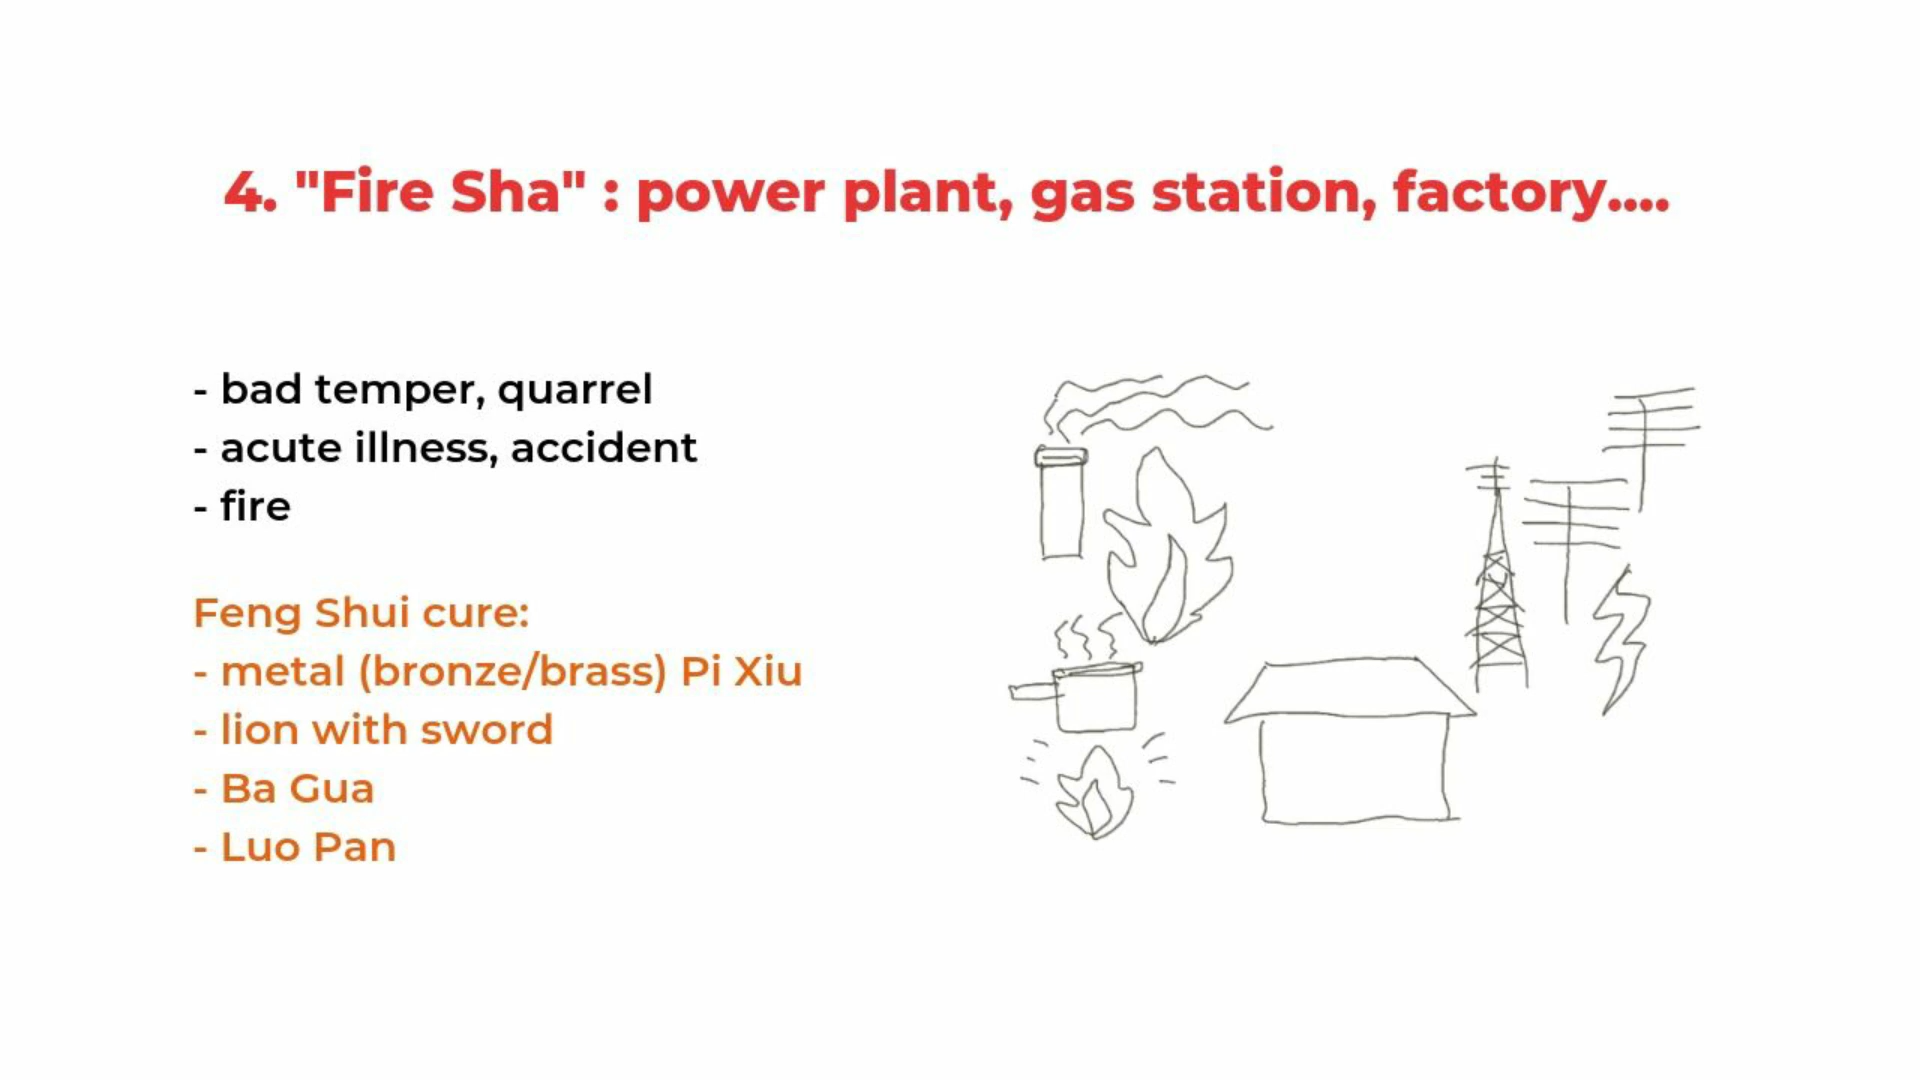 4. "Fire Sha" : power plant, gas station, factory....
- bad temper, quarrel
- acute illness, accident
- fire
Feng Shui cure:
- metal (bronze/brass) Pi Xiu
- lion with sword
- Ba Gua
- Luo Pan